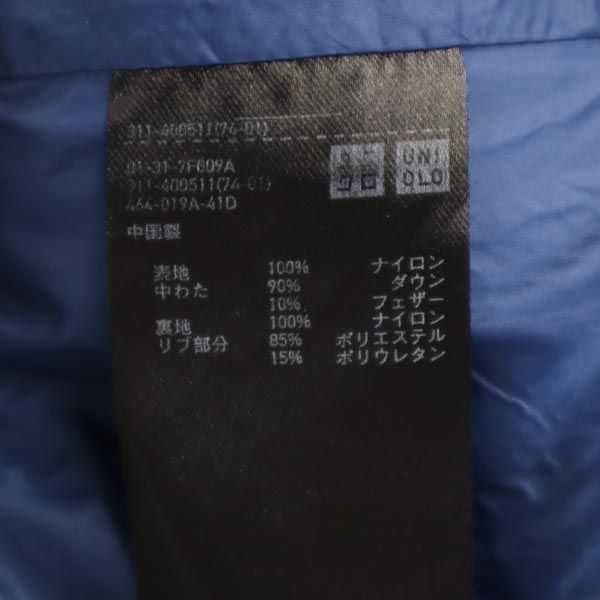 311-400511(74-01)
01-31-7F009A
311-400511(74-01)
464-019A-41D
ユニ
クロ
UNI
QLO
中国製
表地 100% ナイロン
中わた 90% ダウン
10% フェザー
裏地 100% ナイロン
リブ部分 85% ポリエステル
15% ポリウレタン